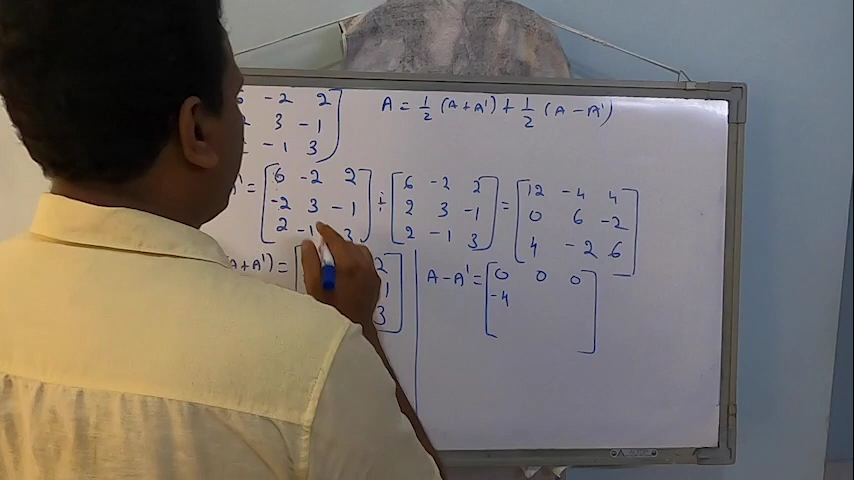 6 -2 2 A = 1/2 (A+A') + 1/2 (A - A')
3 -1
-1 3
' = [6 -2 2 + [6 -2 2 = [12 -4 4
-2 3 -1] 2 3 -1] 0 6 -2]
2 -1 3 2 -1 3 4 -2 6
A + A') = [ 2 A - A' = [0 0 0
1] -4 ]
3